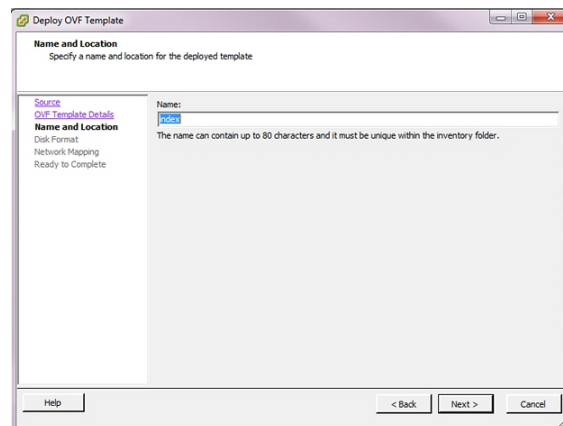 Deploy OVF Template
Name and Location
Specify a name and location for the deployed template
Source
OVF Template Details
Name and Location
Disk Format
Network Mapping
Ready to Complete
Name:
index
The name can contain up to 80 characters and it must be unique within the inventory folder.
Help
< Back
Next >
Cancel